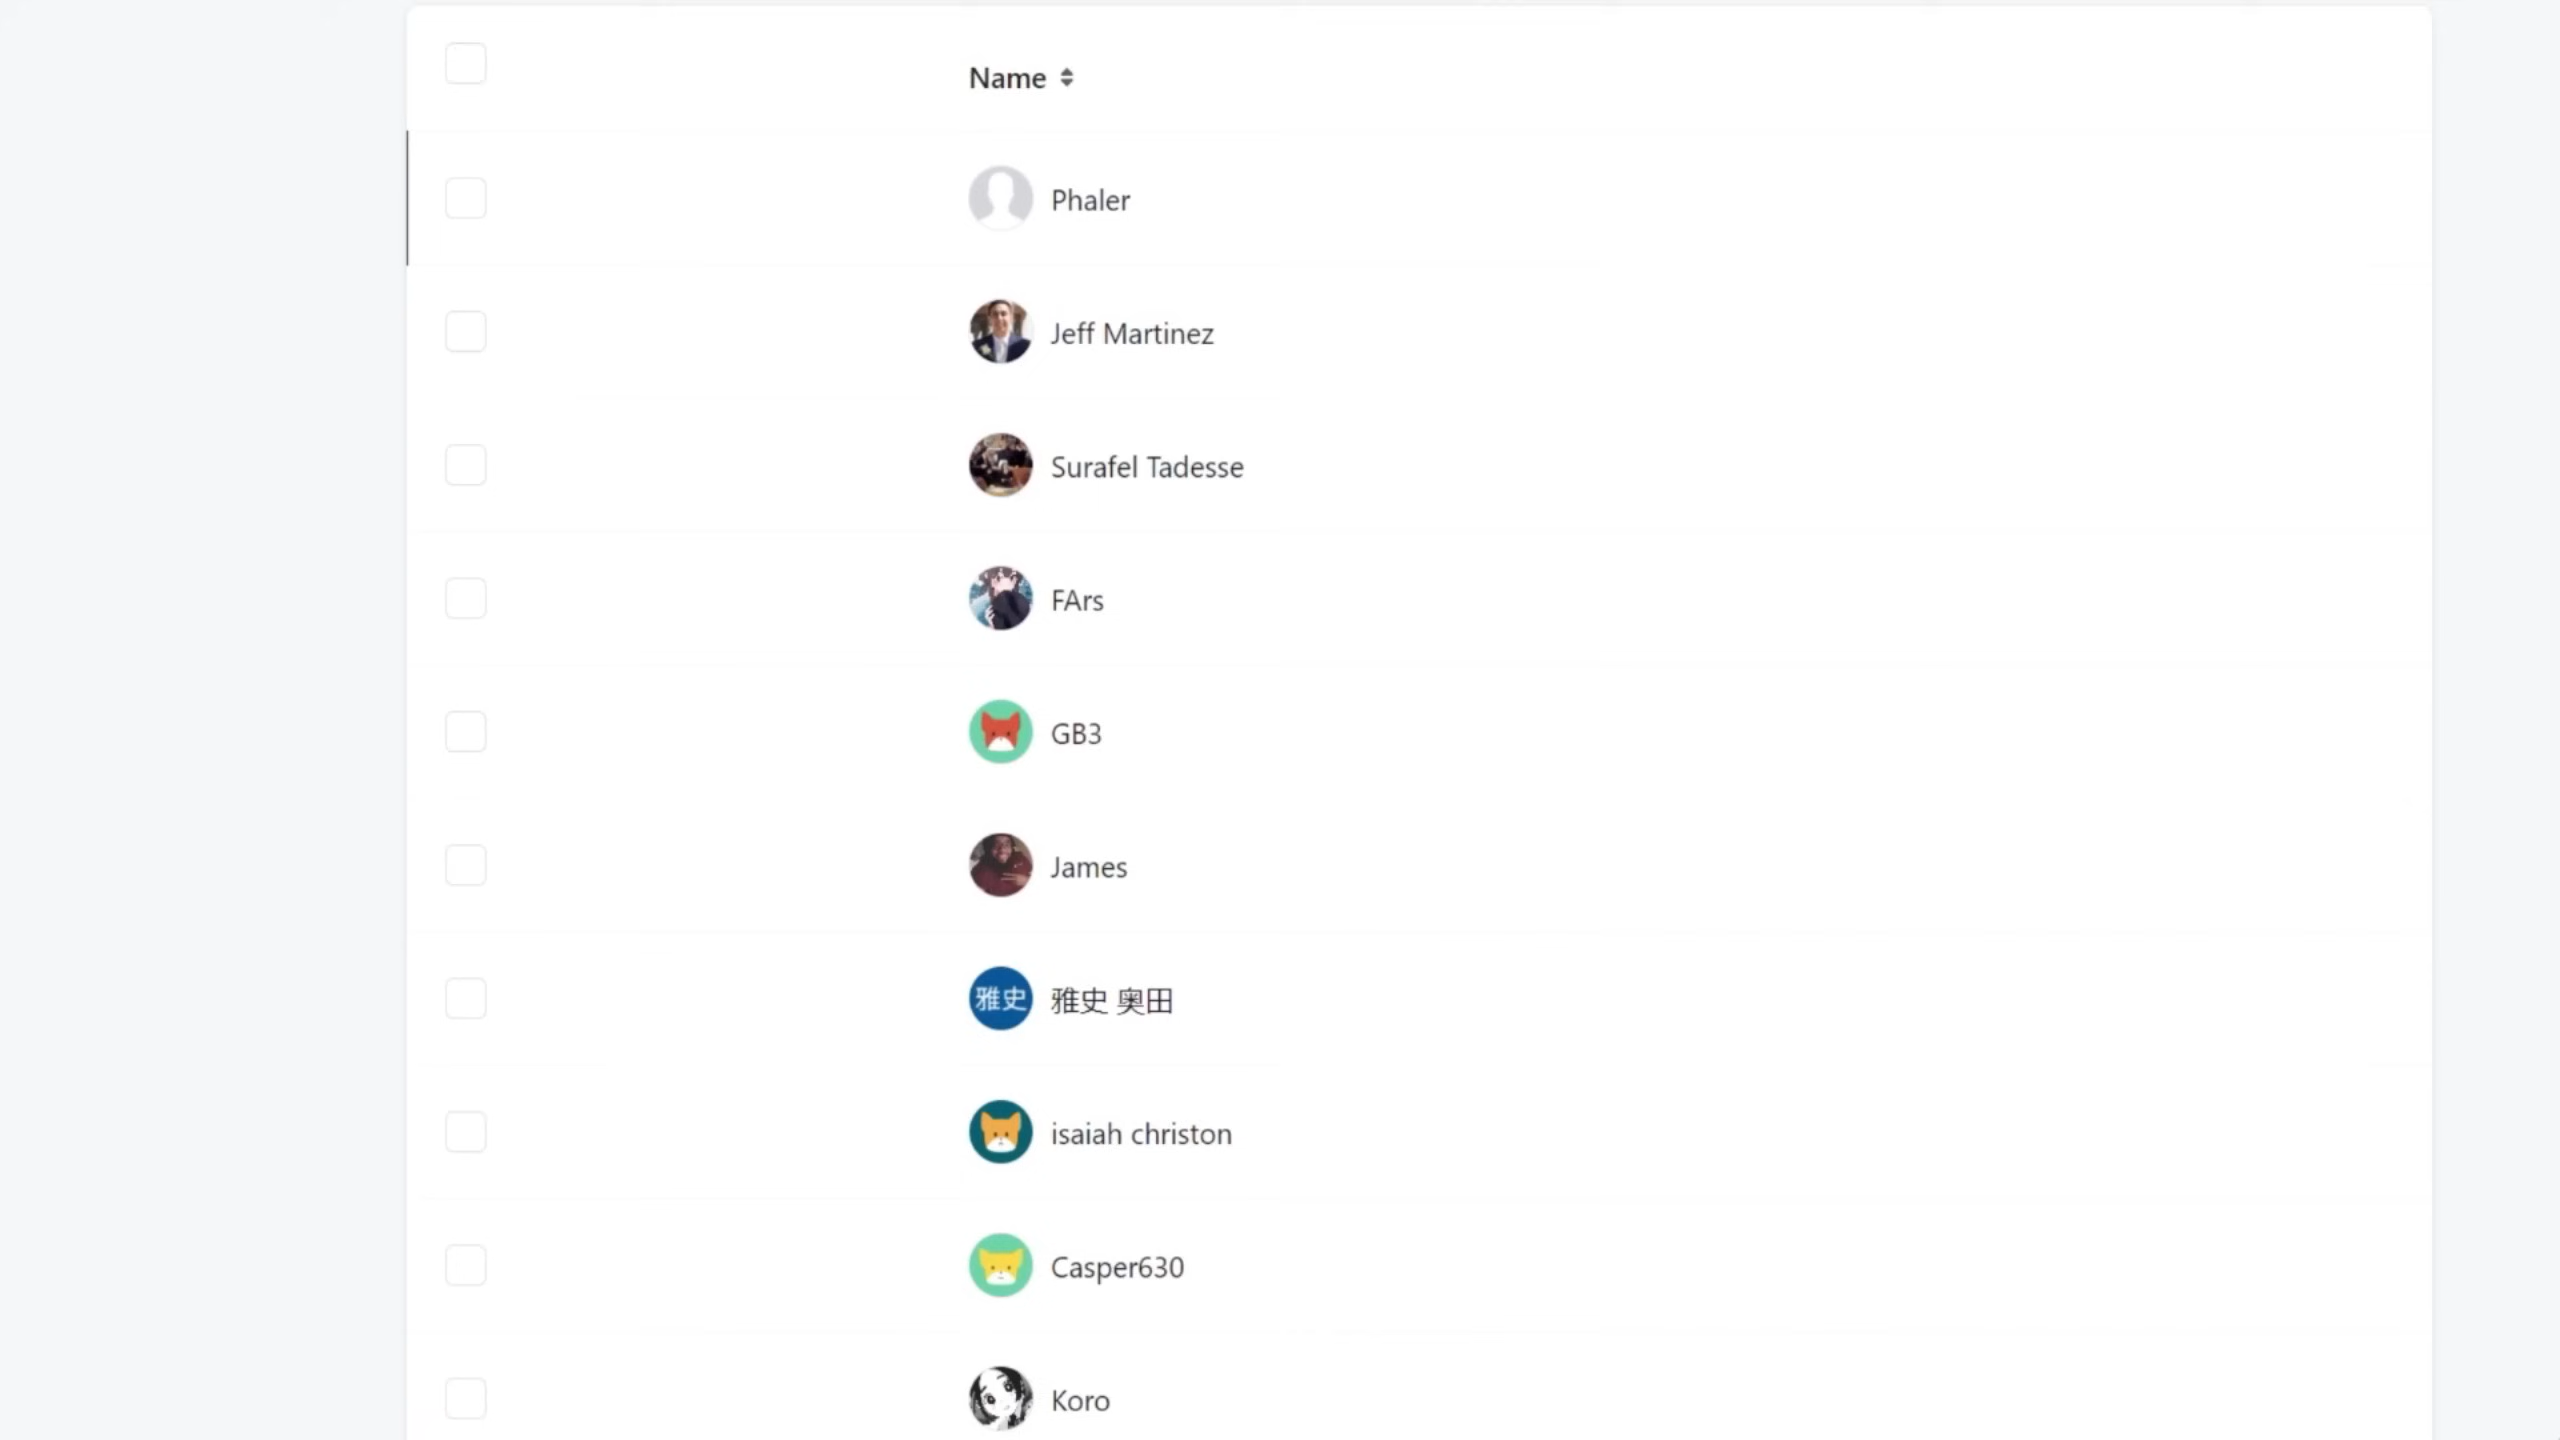 Name
Phaler
Jeff Martinez
Surafel Tadesse
FArs
GB3
James
雅史 雅史 奥田
isaiah christon
Casper630
Koro